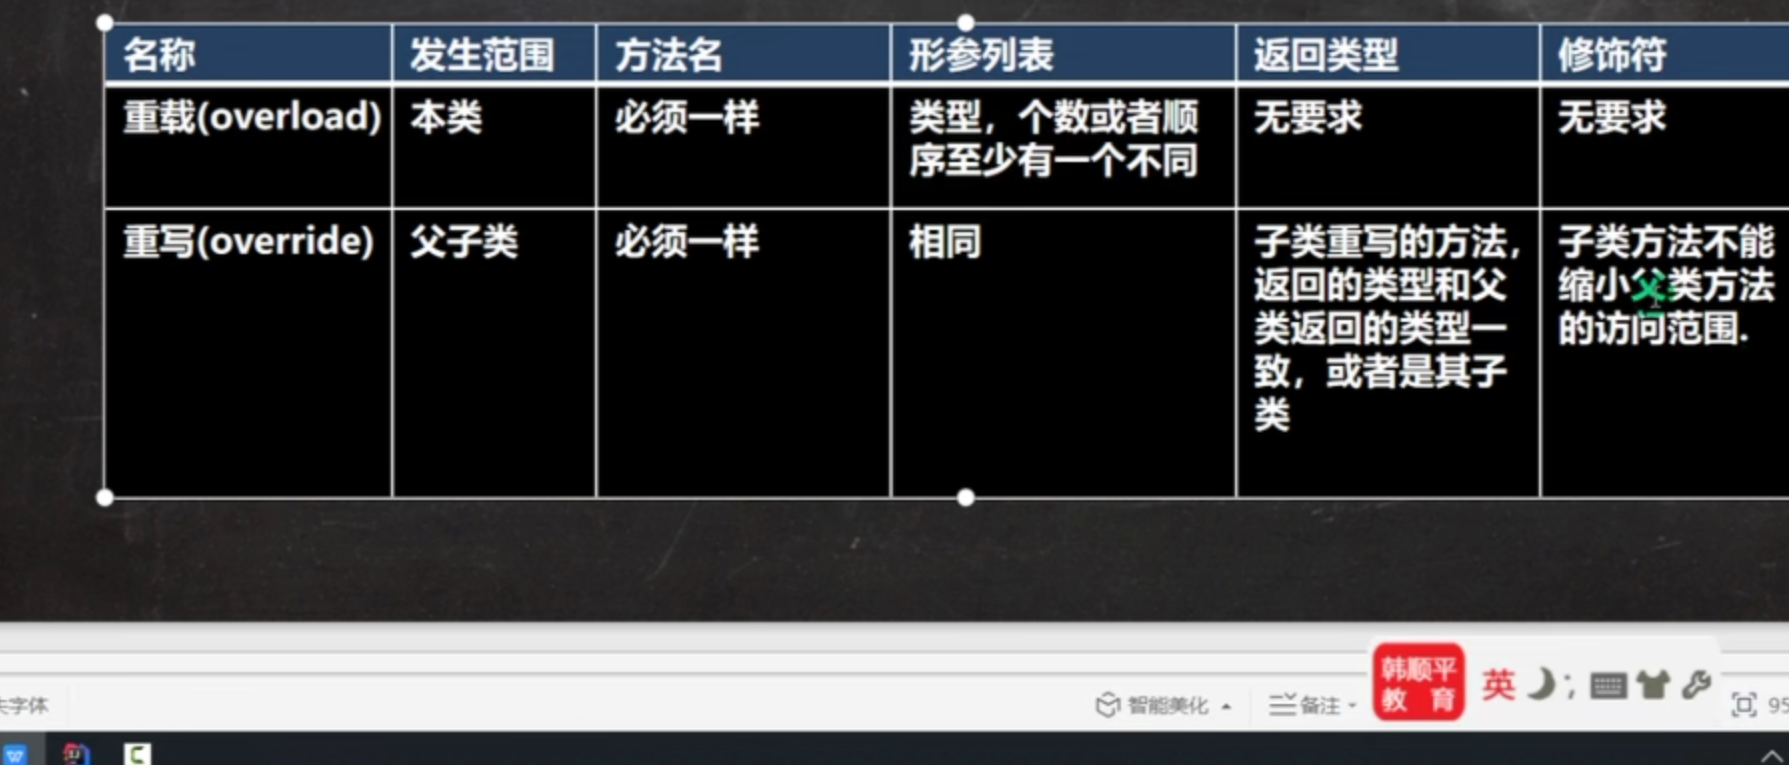 名称
发生范围
方法名
形参列表
返回类型
修饰符
重载(overload)
本类
必须一样
类型，个数或者顺
序至少有一个不同
无要求
无要求
重写(override)
父子类
必须一样
相同
子类重写的方法，
返回的类型和父
类返回的类型一
致，或者是其子
类
子类方法不能
缩小父类方法
的访问范围.
韩顺平
教 育
英
字体
智能美化
备注
95